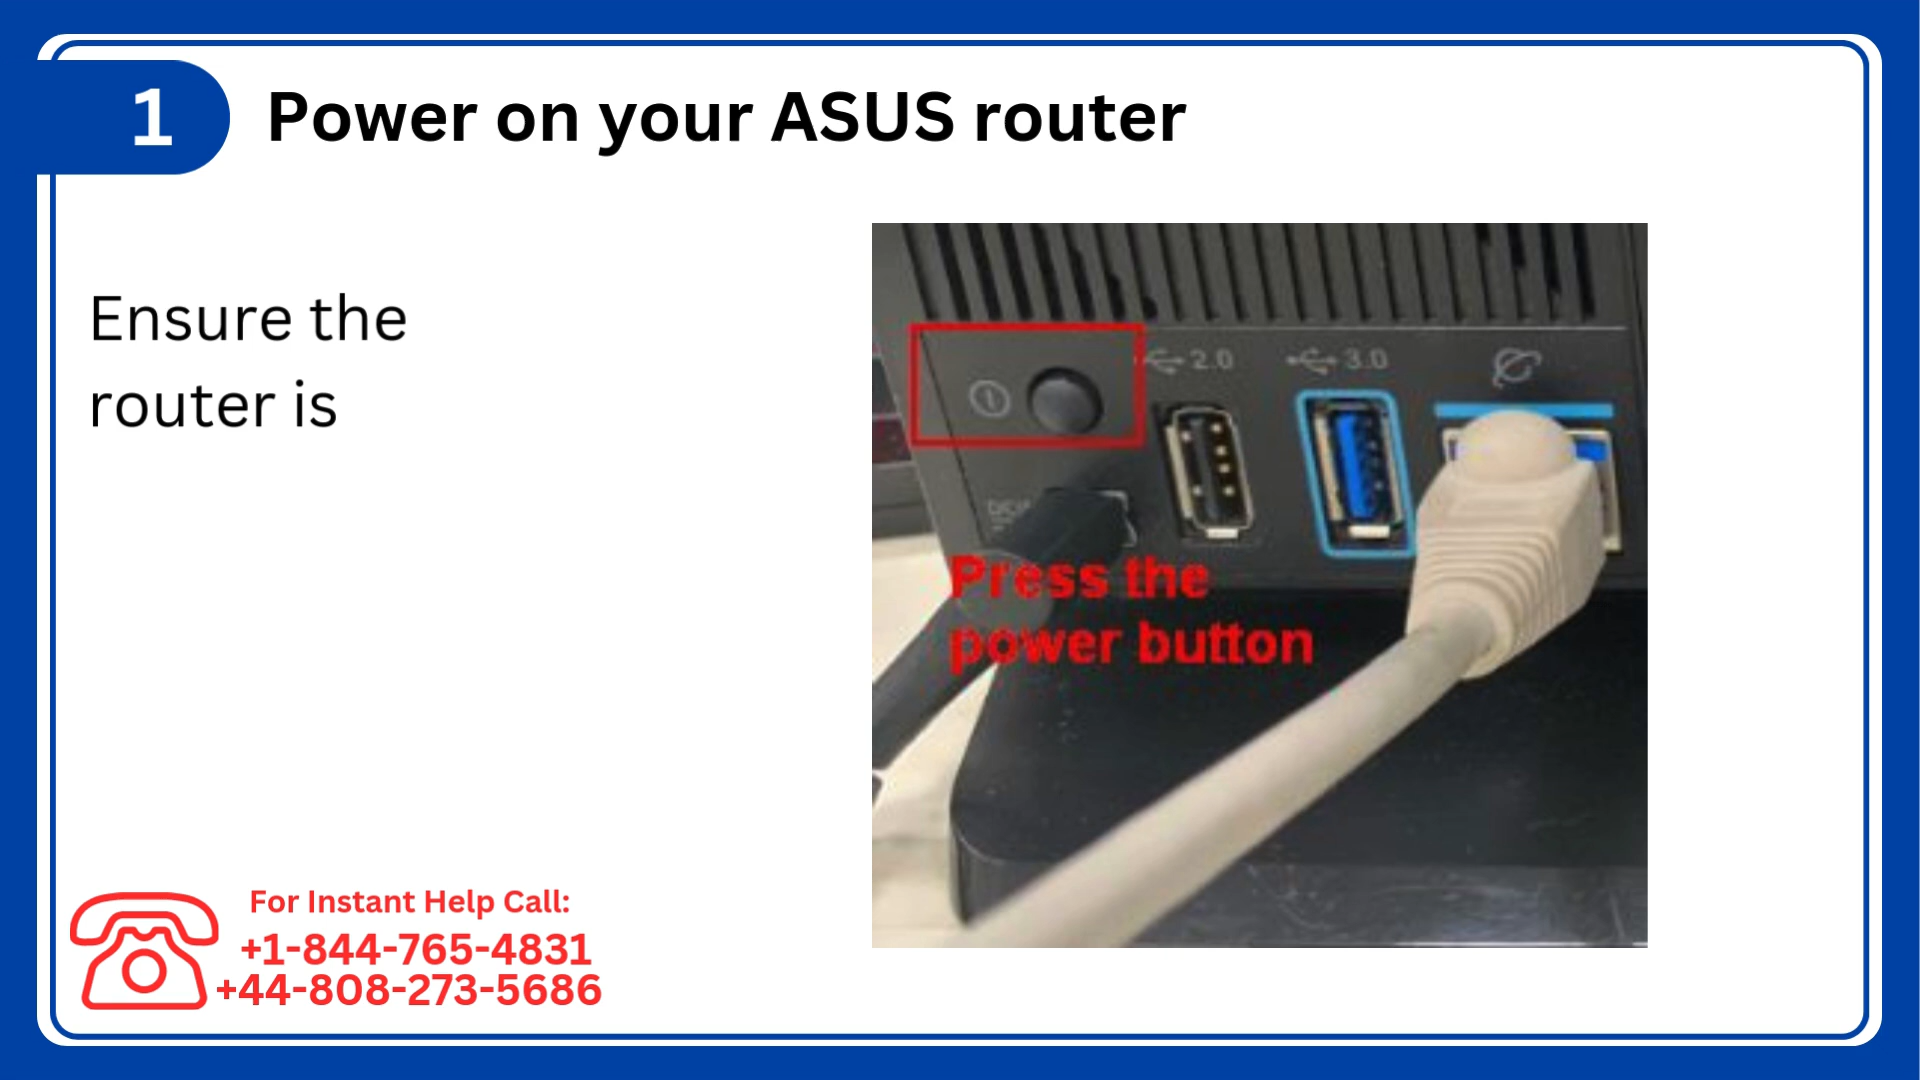 1
Power on your ASUS router
Ensure the
router is
2.0
3.0
Press the
power button
For Instant Help Call:
+1-844-765-4831
+44-808-273-5686